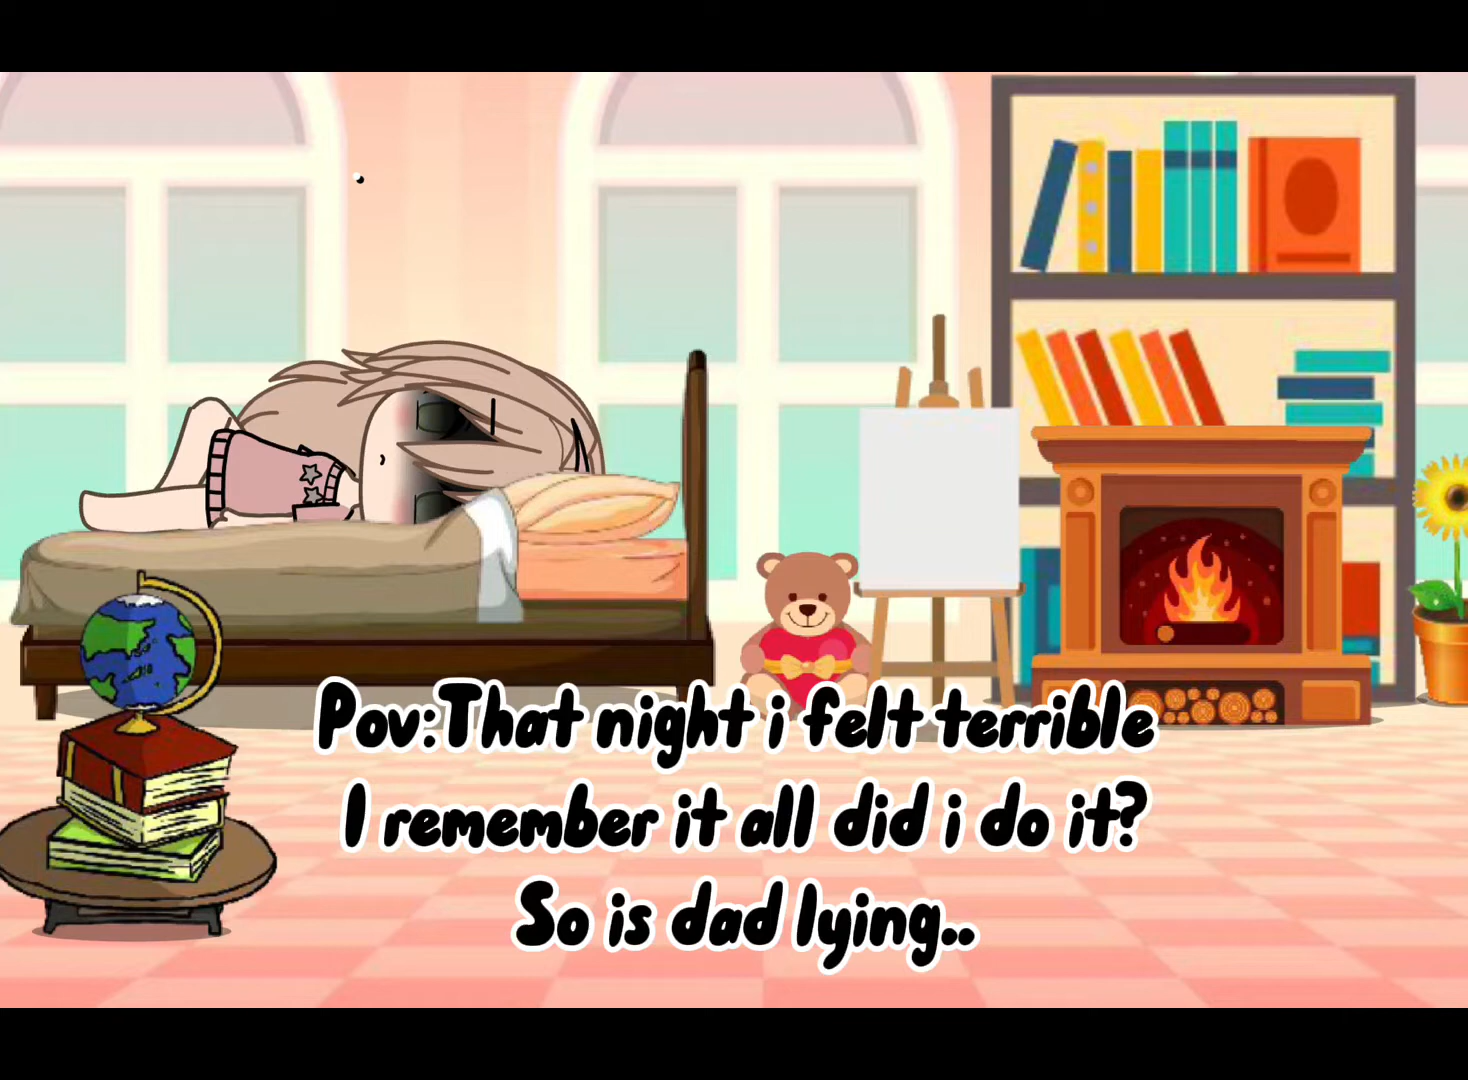 Pov:That night i felt terrible
I remember it all did i do it?
So is dad lying..